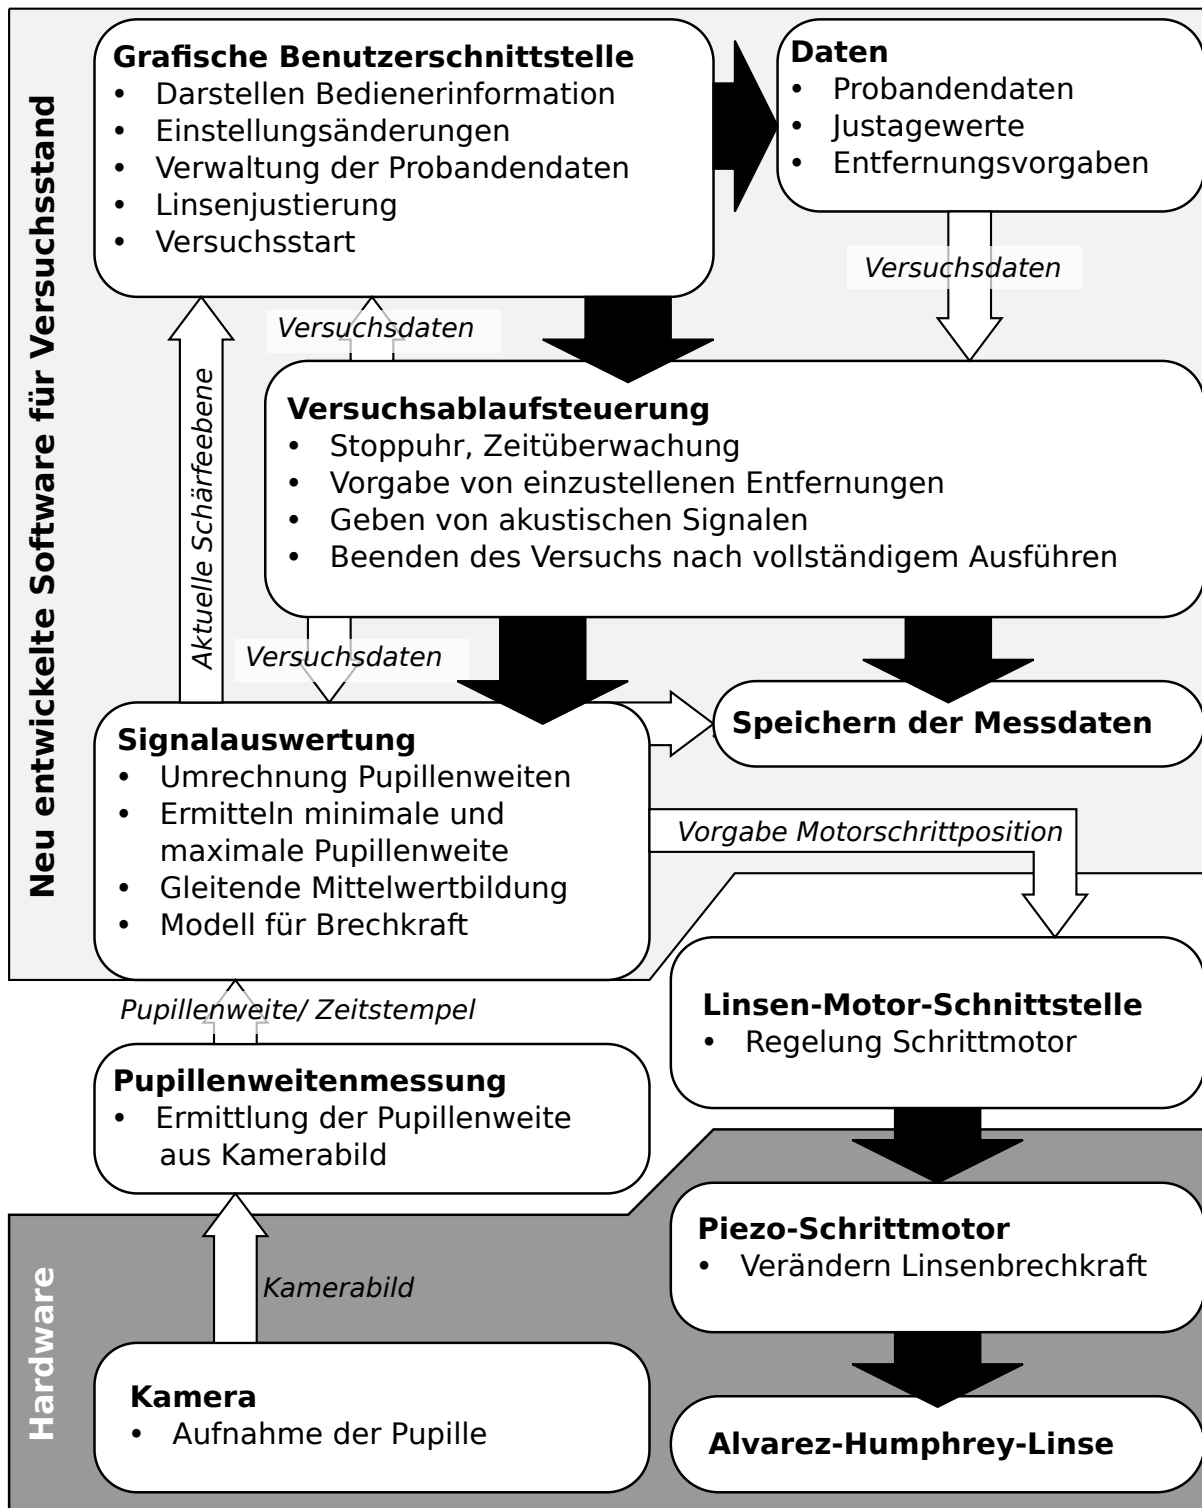 Neu entwickelte Software für Versuchsstand
Grafische Benutzerschnittstelle
• Darstellen Bedienerinformation
• Einstellungsänderungen
• Verwaltung der Probandendaten
• Linsenjustierung
• Versuchsstart
Daten
• Probandendaten
• Justagewerte
• Entfernungsvorgaben
Versuchsdaten
Versuchsdaten
Aktuelle Schärfeebene
Versuchsablaufsteuerung
• Stoppuhr, Zeitüberwachung
• Vorgabe von einzustellenen Entfernungen
• Geben von akustischen Signalen
• Beenden des Versuchs nach vollständigem Ausführen
Versuchsdaten
Signalauswertung
• Umrechnung Pupillenweiten
• Ermitteln minimale und
maximale Pupillenweite
• Gleitende Mittelwertbildung
• Modell für Brechkraft
Speichern der Messdaten
Vorgabe Motorschrittposition
Pupillenweite/ Zeitstempel
Linsen-Motor-Schnittstelle
• Regelung Schrittmotor
Pupillenweitenmessung
• Ermittlung der Pupillenweite
aus Kamerabild
Hardware
Kamerabild
Piezo-Schrittmotor
• Verändern Linsenbrechkraft
Kamera
• Aufnahme der Pupille
Alvarez-Humphrey-Linse